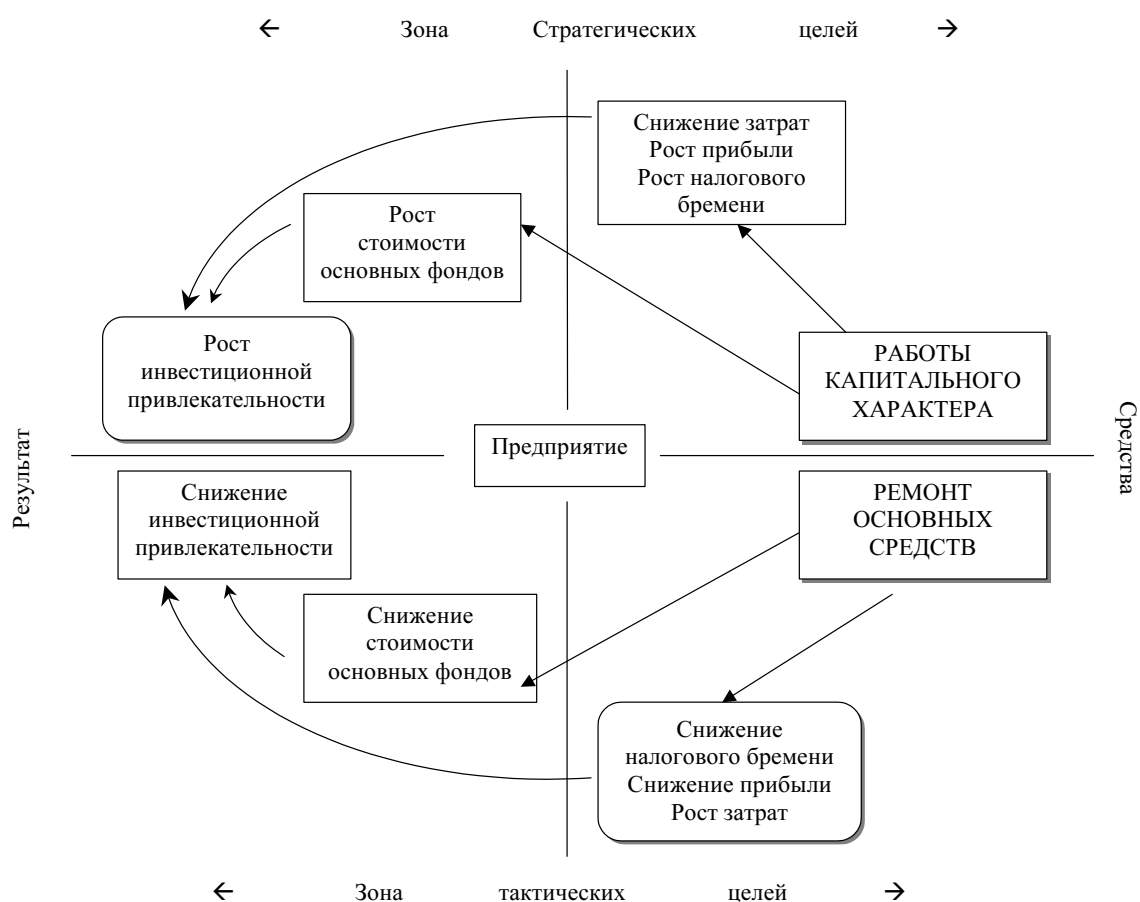 ← Зона Стратегических целей →
Снижение затрат
Рост прибыли
Рост налогового
бремени
Рост
стоимости
основных фондов
Рост
инвестиционной
привлекательности
РАБОТЫ
КАПИТАЛЬНОГО
ХАРАКТЕРА
Результат
Предприятие
Средства
Снижение
инвестиционной
привлекательности
РЕМОНТ
ОСНОВНЫХ
СРЕДСТВ
Снижение
стоимости
основных фондов
Снижение
налогового бремени
Снижение прибыли
Рост затрат
← Зона тактических целей →